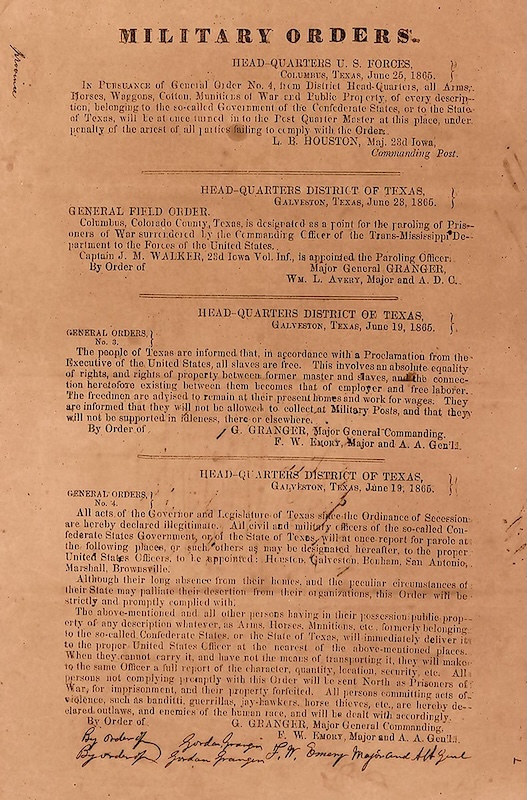 MILITARY ORDERS.
HEAD-QUARTERS U. S. FORCES,
COLUMBUS, TEXAS, June 25, 1865.
IN PURSUANCE of General Order No. 4, from District Head-Quarters, all Arms,
Horses, Waggons, Cotton, Munitions of War and Public Property, of every descrip-
tion, belonging to the so-called Government of the Confederate States, or to the State
of Texas, will be at once turned in to the Post Quarter Master at this place, under
penalty of the arrest of all parties failing to comply with the Order.
L. B. HOUSTON, Maj. 23d Iowa,
Commanding Post.
HEAD-QUARTERS DISTRICT OF TEXAS,
GALVESTON, TEXAS, June 23, 1865.
GENERAL FIELD ORDER.
Columbus, Colorado County, Texas, is designated as a point for the paroling of Pris-
oners of War surrendered by the Commanding Officer of the Trans-Mississippi De-
partment to the Forces of the United States.
Captain J. M. WALKER, 23d Iowa Vol. Inf., is appointed the Paroling Officer.
By Order of Major General GRANGER,
WM. L. AVERY, Major and A. D. C.
HEAD-QUARTERS DISTRICT OF TEXAS,
GALVESTON, TEXAS, June 19, 1865.
GENERAL ORDERS,
No. 3.
The people of Texas are informed that, in accordance with a Proclamation from the
Executive of the United States, all slaves are free. This involves an absolute equality
of rights, and rights of property between former master and slaves, and the connec-
tion heretofore existing between them becomes that of employer and free laborer.
The freedmen are advised to remain at their present homes and work for wages. They
are informed that they will not be allowed to collect at Military Posts, and that they
will not be supported in idleness, there or elsewhere.
By Order of G. GRANGER, Major General Commanding.
F. W. EMORY, Major and A. A. Gen'l.
HEAD-QUARTERS DISTRICT OF TEXAS,
GALVESTON, TEXAS, June 19, 1865.
GENERAL ORDERS,
No. 4.
All acts of the Governor and Legislature of Texas since the Ordinance of Secession
are hereby declared illegitimate. All civil and military officers of the so-called Con-
federate States Government, or of the State of Texas, will at once report for parole at
the following places, or such others as may be designated hereafter, to the proper
United States Officers, to be appointed: Houston, Galveston, Bonham, San Antonio,
Marshall, Brownsville.
Although their long absence from their homes, and the peculiar circumstances of
their State may palliate their desertion from their organizations, this Order will be
strictly and promptly complied with.
The above-mentioned and all other persons having in their possession public prop-
erty of any description whatever, as Arms, Horses, Munitions, etc., formerly belonging
to the so-called Confederate States, or the State of Texas, will immediately deliver it
to the proper United States Officer at the nearest of the above-mentioned places.
When they cannot carry it, and have not the means of transporting it, they will make
to the same Officer a full report of the character, quantity, location, security, etc. All
persons not complying promptly with this Order will be sent North as Prisoners of
War, for imprisonment, and their property forfeited. All persons committing acts of
violence, such as banditti, guerrillas, jay-hawkers, horse thieves, etc., are hereby de-
clared outlaws, and enemies of the human race, and will be dealt with accordingly.
By Order of G. GRANGER, Major General Commanding,
F. W. EMORY, Major and A. A. Gen'l.
By order of Gordon Granger
By order of Gordon Granger F. W. Emery Major and A A Genl